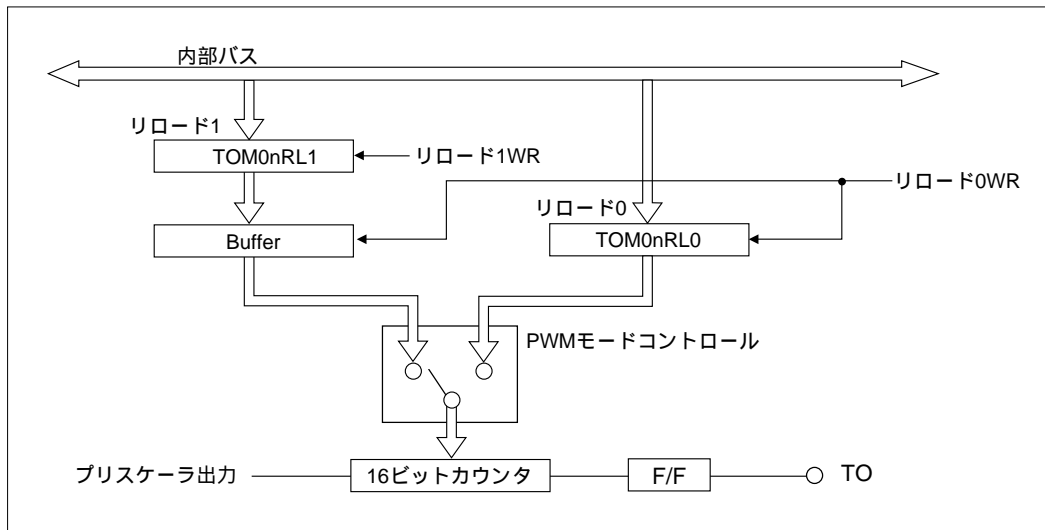 内部バス
リロード1
TOM0nRL1
リロード1WR
リロード0WR
リロード0
Buffer
TOM0nRL0
PWMモードコントロール
プリスケーラ出力
16ビットカウンタ
F/F
TO